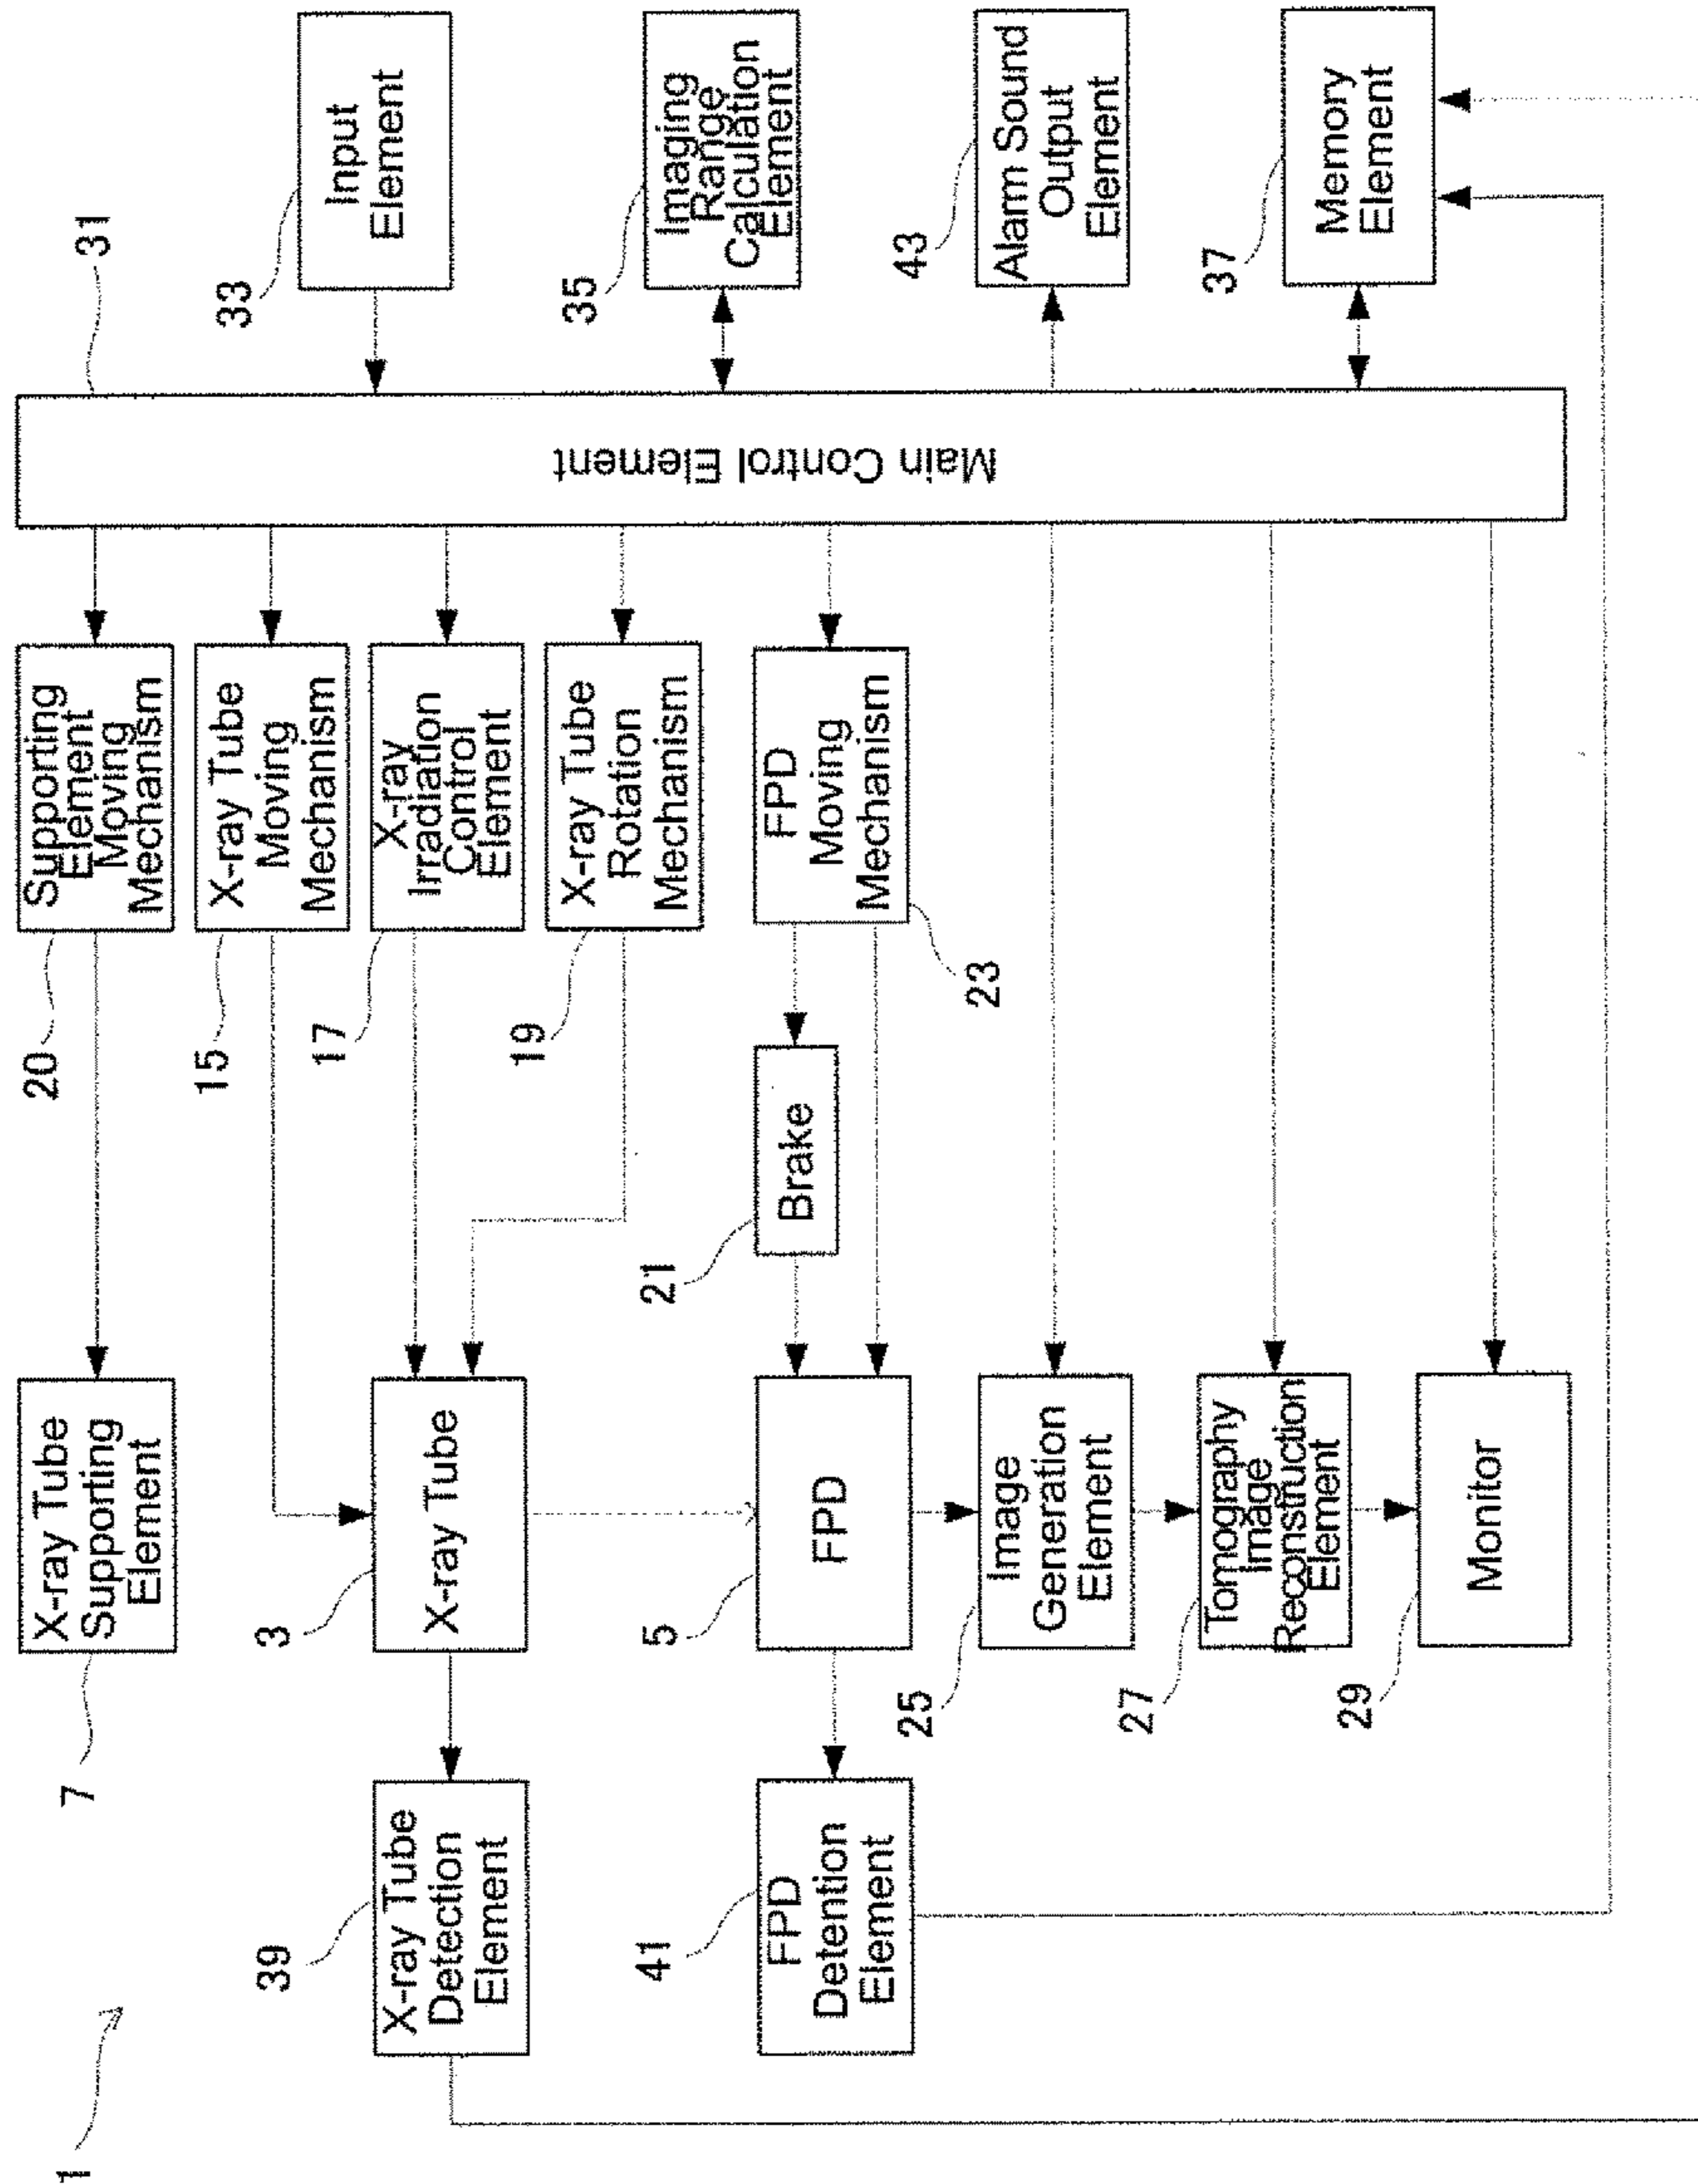 1
X-ray Tube
Detection
Element
39
FPD
Detention
Element
41
X-ray Tube
Supporting
Element
7
X-ray Tube
3
FPD
5
Image
Generation
Element
25
Tomography
Image
Reconstruction
Element
27
Monitor
29
Brake
21
Supporting
Element
Moving
Mechanism
20
X-ray Tube
Moving
Mechanism
15
X-ray
Irradiation
Control
Element
17
X-ray Tube
Rotation
Mechanism
19
FPD
Moving
Mechanism
23
Main Control Element
31
Input
Element
33
Imaging
Range
Calculation
Element
35
Alarm Sound
Output
Element
43
Memory
Element
37